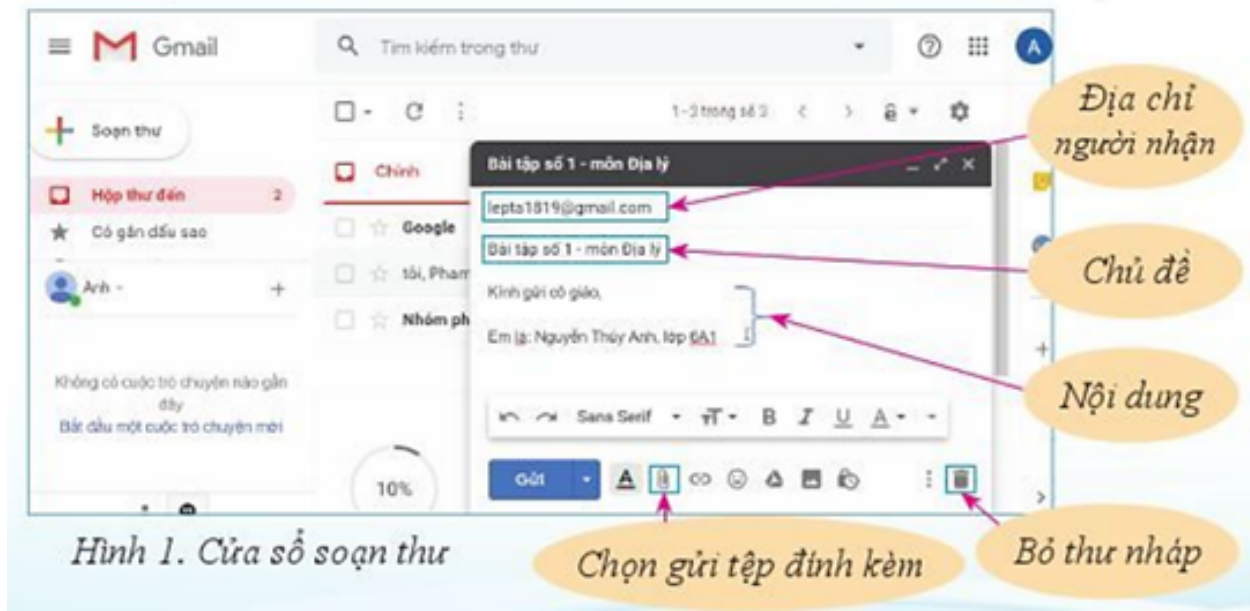 Gmail
Tìm kiếm trong thư
A
Soạn thư
1-3 trong số 3
Địa chỉ
người nhận
Hộp thư đến 2
Có gắn dấu sao
Chính
Bài tập số 1 - môn Địa lý
lepta1819@gmail.com
Google
Bài tập số 1 - môn Địa lý
Chủ đề
Anh
tôi, Pham
Kính gửi cô giáo,
Nhóm ph
Em là: Nguyễn Thúy Anh, lớp 6A1
Nội dung
Không có cuộc trò chuyện nào gần
đây
Bắt đầu một cuộc trò chuyện mới
Sans Serif
B I U A
10%
Gửi
A
Hình 1. Cửa sổ soạn thư
Chọn gửi tệp đính kèm
Bỏ thư nháp